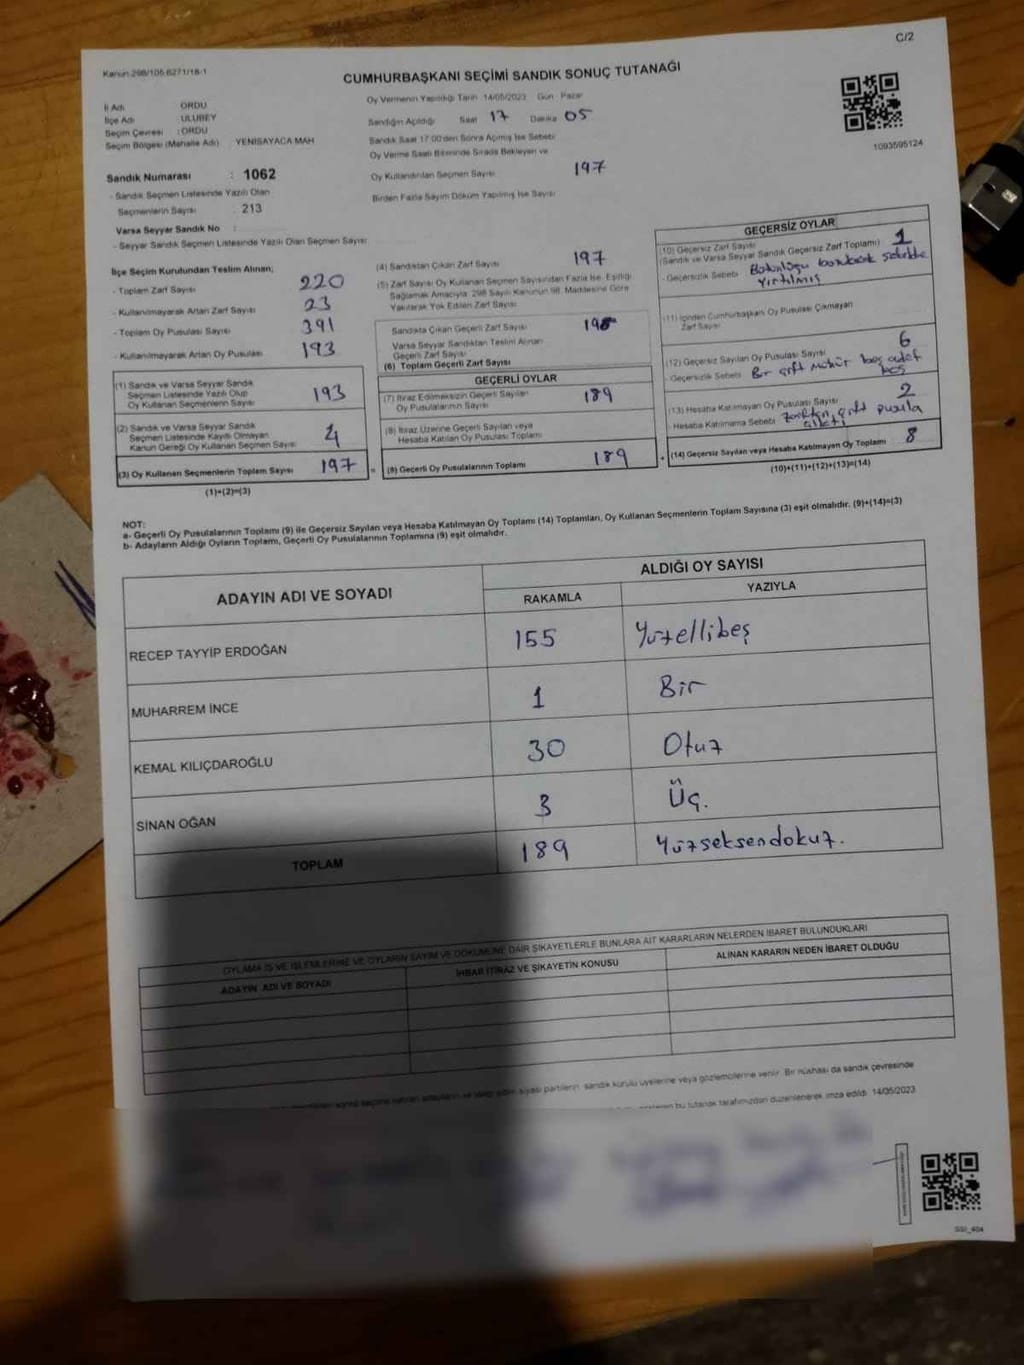 C/2
Kanun:298/105.6271/18-1
CUMHURBAŞKANI SEÇİMİ SANDIK SONUÇ TUTANAĞI
İl Adı ORDU
İlçe Adı : ULUBEY
Seçim Çevresi : ORDU
Seçim Bölgesi (Mahalle Adı) YENISAYACA MAH
Oy Vermenin Yapıldığı Tarih 14/05/2023 Gün Pazar
Sandığın Açıldığı Saat 17 Dakika 05
Sandık Saat 17:00'den Sonra Açmış İse Sebebi
Oy Verme Saati Bitiminde Sırada Bekleyen ve
Oy Kullandırılan Seçmen Sayısı 197
Birden Fazla Sayım Döküm Yapılmış İse Sayısı
1093595124
Sandık Numarası : 1062
- Sandık Seçmen Listesinde Yazılı Olan
Seçmenlerin Sayısı : 213
Varsa Seyyar Sandık No :
- Seyyar Sandık Seçmen Listesinde Yazılı Olan Seçmen Sayısı
İlçe Seçim Kurulundan Teslim Alınan;
- Toplam Zarf Sayısı 220
- Kullanılmayarak Artan Zarf Sayısı 23
- Toplam Oy Pusulası Sayısı 391
- Kullanılmayarak Artan Oy Pusulası 193
(1) Sandık ve Varsa Seyyar Sandık
Seçmen Listesinde Yazılı Olup
Oy Kullanan Seçmenlerin Sayısı 193
(2) Sandık ve Varsa Seyyar Sandık
Seçmen Listesinde Kayıtlı Olmayan
Kanun Gereği Oy Kullanan Seçmen Sayısı 4
(3) Oy Kullanan Seçmenlerin Toplam Sayısı 197
(1)+(2)=(3)
(4) Sandıktan Çıkan Zarf Sayısı 197
(5) Zarf Sayısı Oy Kullanan Seçmen Sayısından Fazla İse, Eşitliği
Sağlamak Amacıyla, 298 Sayılı Kanunun 98. Maddesine Göre
Yakılarak Yok Edilen Zarf Sayısı
Sandıkta Çıkan Geçerli Zarf Sayısı
Varsa Seyyar Sandıktan Teslim Alınan
Geçerli Zarf Sayısı
(6) Toplam Geçerli Zarf Sayısı
GEÇERLİ OYLAR
(7) İtiraz Edilmeksizin Geçerli Sayılan
Oy Pusulalarının Sayısı 189
(8) İtiraz Üzerine Geçerli Sayılan veya
Hesaba Katılan Oy Pusulası Toplamı
(9) Geçerli Oy Pusulalarının Toplamı 189
GEÇERSİZ OYLAR
(10) Geçersiz Zarf Sayısı 1
(Sandık ve Varsa Seyyar Sandık Geçersiz Zarf Toplamı)
- Geçersizlik Sebebi Bütünlüğü bozulacak şekilde
yırtılmış
(11) İçinden Cumhurbaşkanı Oy Pusulası Çıkmayan
Zarf Sayısı
(12) Geçersiz Sayılan Oy Pusulası Sayısı 6
- Geçersizlik Sebebi Bir çift mühür beş adet
boş
(13) Hesaba Katılmayan Oy Pusulası Sayısı 2
- Hesaba Katılmama Sebebi Zarftan çift pusula
(14) Geçersiz Sayılan veya Hesaba Katılmayan Oy Toplamı 8
(10)+(11)+(12)+(13)=(14)
NOT:
a- Geçerli Oy Pusulalarının Toplamı (9) ile Geçersiz Sayılan veya Hesaba Katılmayan Oy Toplamı (14) Toplamları, Oy Kullanan Seçmenlerin Toplam Sayısına (3) eşit olmalıdır. (9)+(14)=(3)
b- Adayların Aldığı Oyların Toplamı, Geçerli Oy Pusulalarının Toplamına (9) eşit olmalıdır.
ADAYIN ADI VE SOYADI ALDIĞI OY SAYISI
RAKAMLA YAZIYLA
RECEP TAYYİP ERDOĞAN 155 Yüzellibeş
MUHARREM İNCE 1 Bir
KEMAL KILIÇDAROĞLU 30 Otuz
SİNAN OĞAN 3 Üç.
TOPLAM 189 Yüzseksendokuz.
OYLAMA İŞ VE İŞLEMLERİNE VE OYLARIN SAYIM VE DÖKÜMÜNE DAİR ŞİKAYETLERLE BUNLARA AİT KARARLARIN NELERDEN İBARET BULUNDUKLARI
ADAYIN ADI VE SOYADI İHBAR İTİRAZ VE ŞİKAYETİN KONUSU ALINAN KARARIN NEDEN İBARET OLDUĞU
siyasi partilerin, sandık kurulu üyelerine veya gözlemcilerine verilir. Bir nüshası da sandık çevresinde
bu tutanak tarafımızdan düzenlenerek imza edildi. 14/05/2023
SSI_404